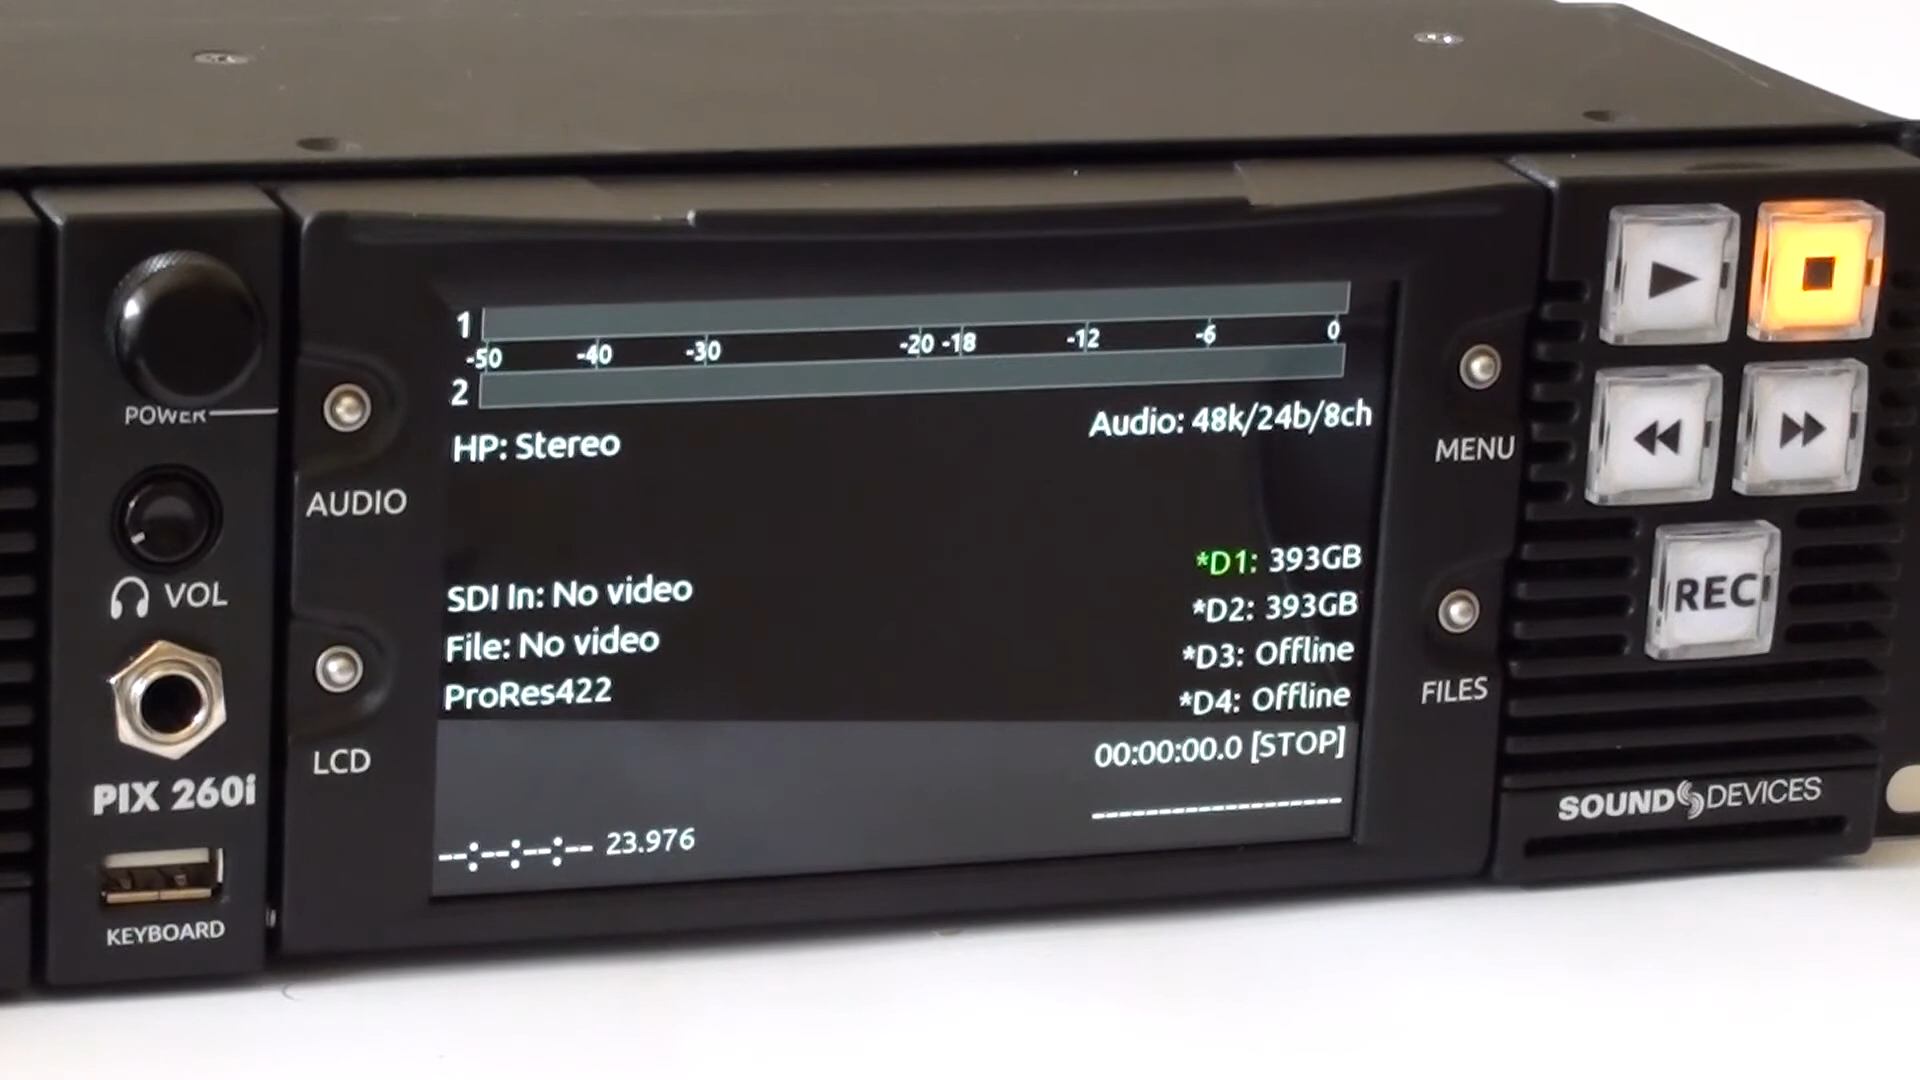 POWER
VOL
PIX 260i
KEYBOARD
AUDIO
LCD
1
-50 -40 -30 -20 -18 -12 -6 0
2
HP: Stereo
Audio: 48k/24b/8ch
SDI In: No video
File: No video
ProRes422
*D1: 393GB
*D2: 393GB
*D3: Offline
*D4: Offline
00:00:00.0 [STOP]
--:--:--:-- 23.976
MENU
FILES
REC
SOUND DEVICES